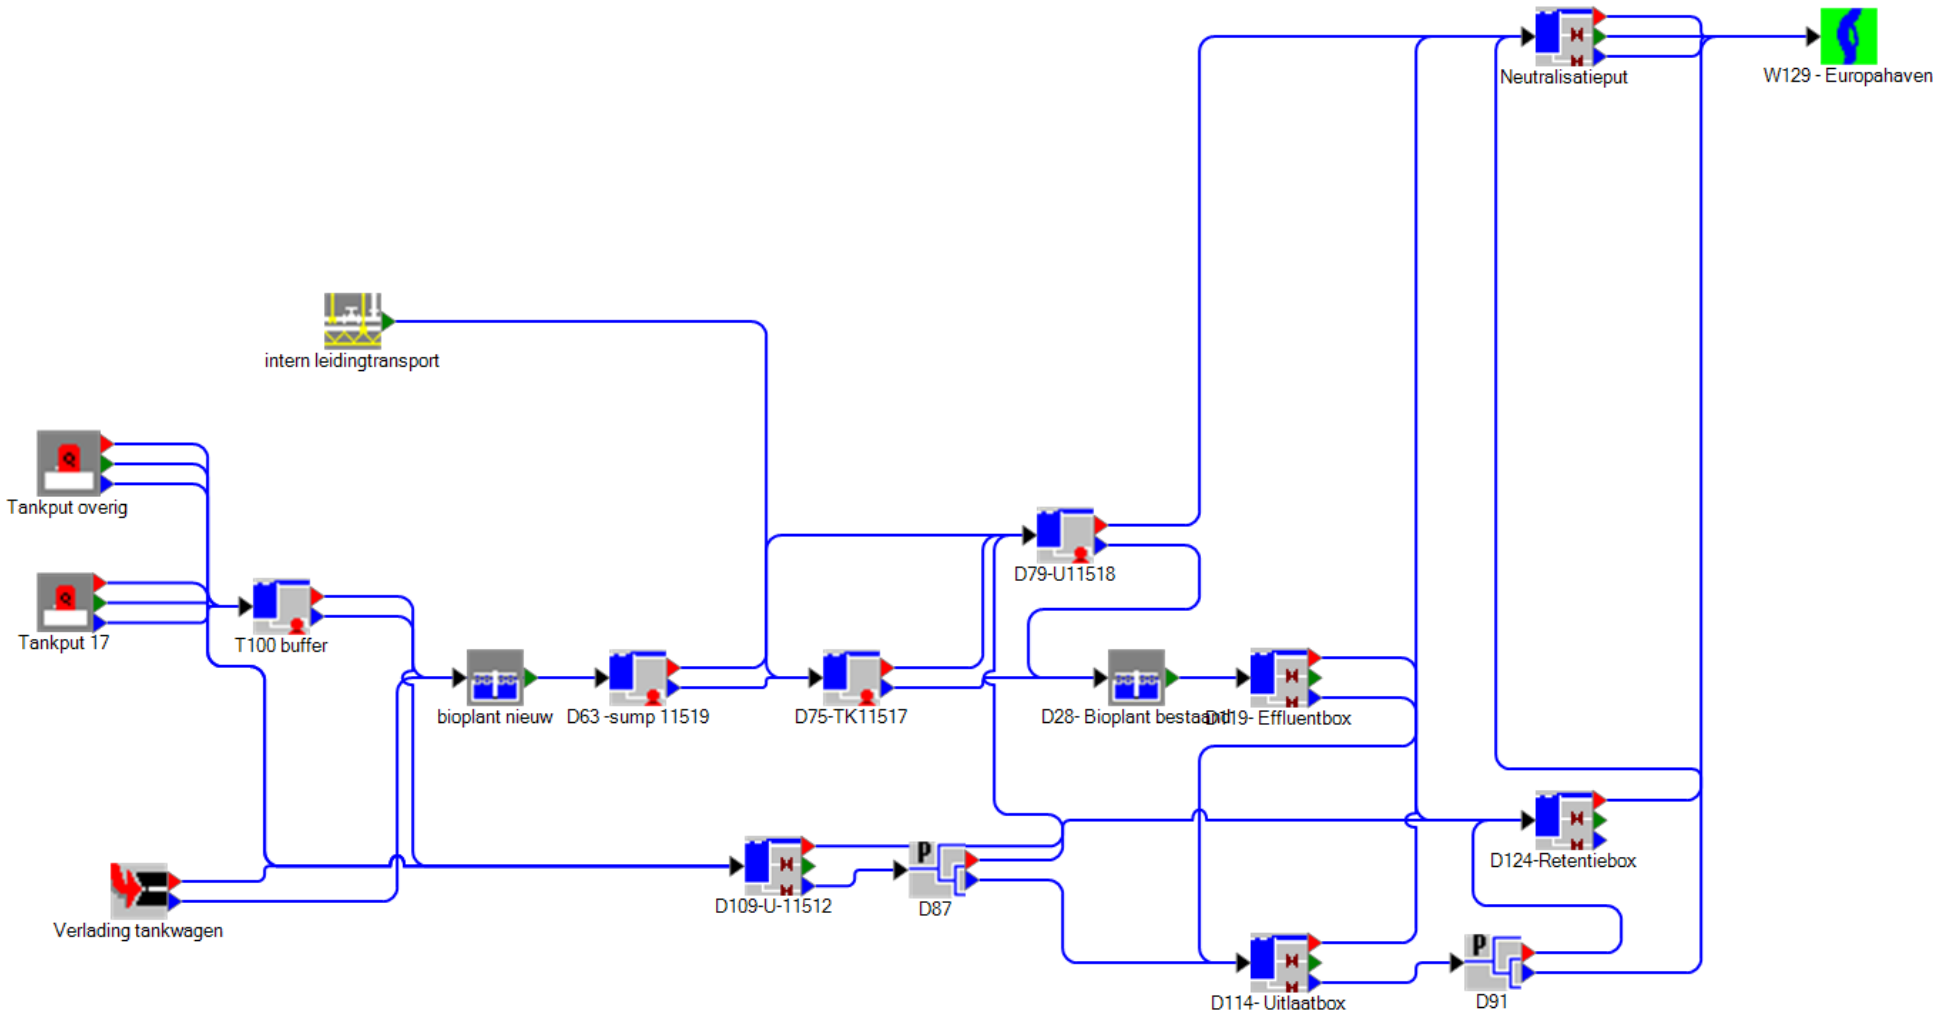 Neutralisatieput
W129 - Europahaven
intern leidingtransport
Q
Tankput overig
D79-U11518
Q
Tankput 17
T100 buffer
bioplant nieuw
D63 -sump 11519
D75-TK11517
D28- Bioplant bestaand
D119- Effluentbox
D124-Retentiebox
P
D109-U-11512
D87
Verlading tankwagen
P
D114- Uitlaatbox
D91